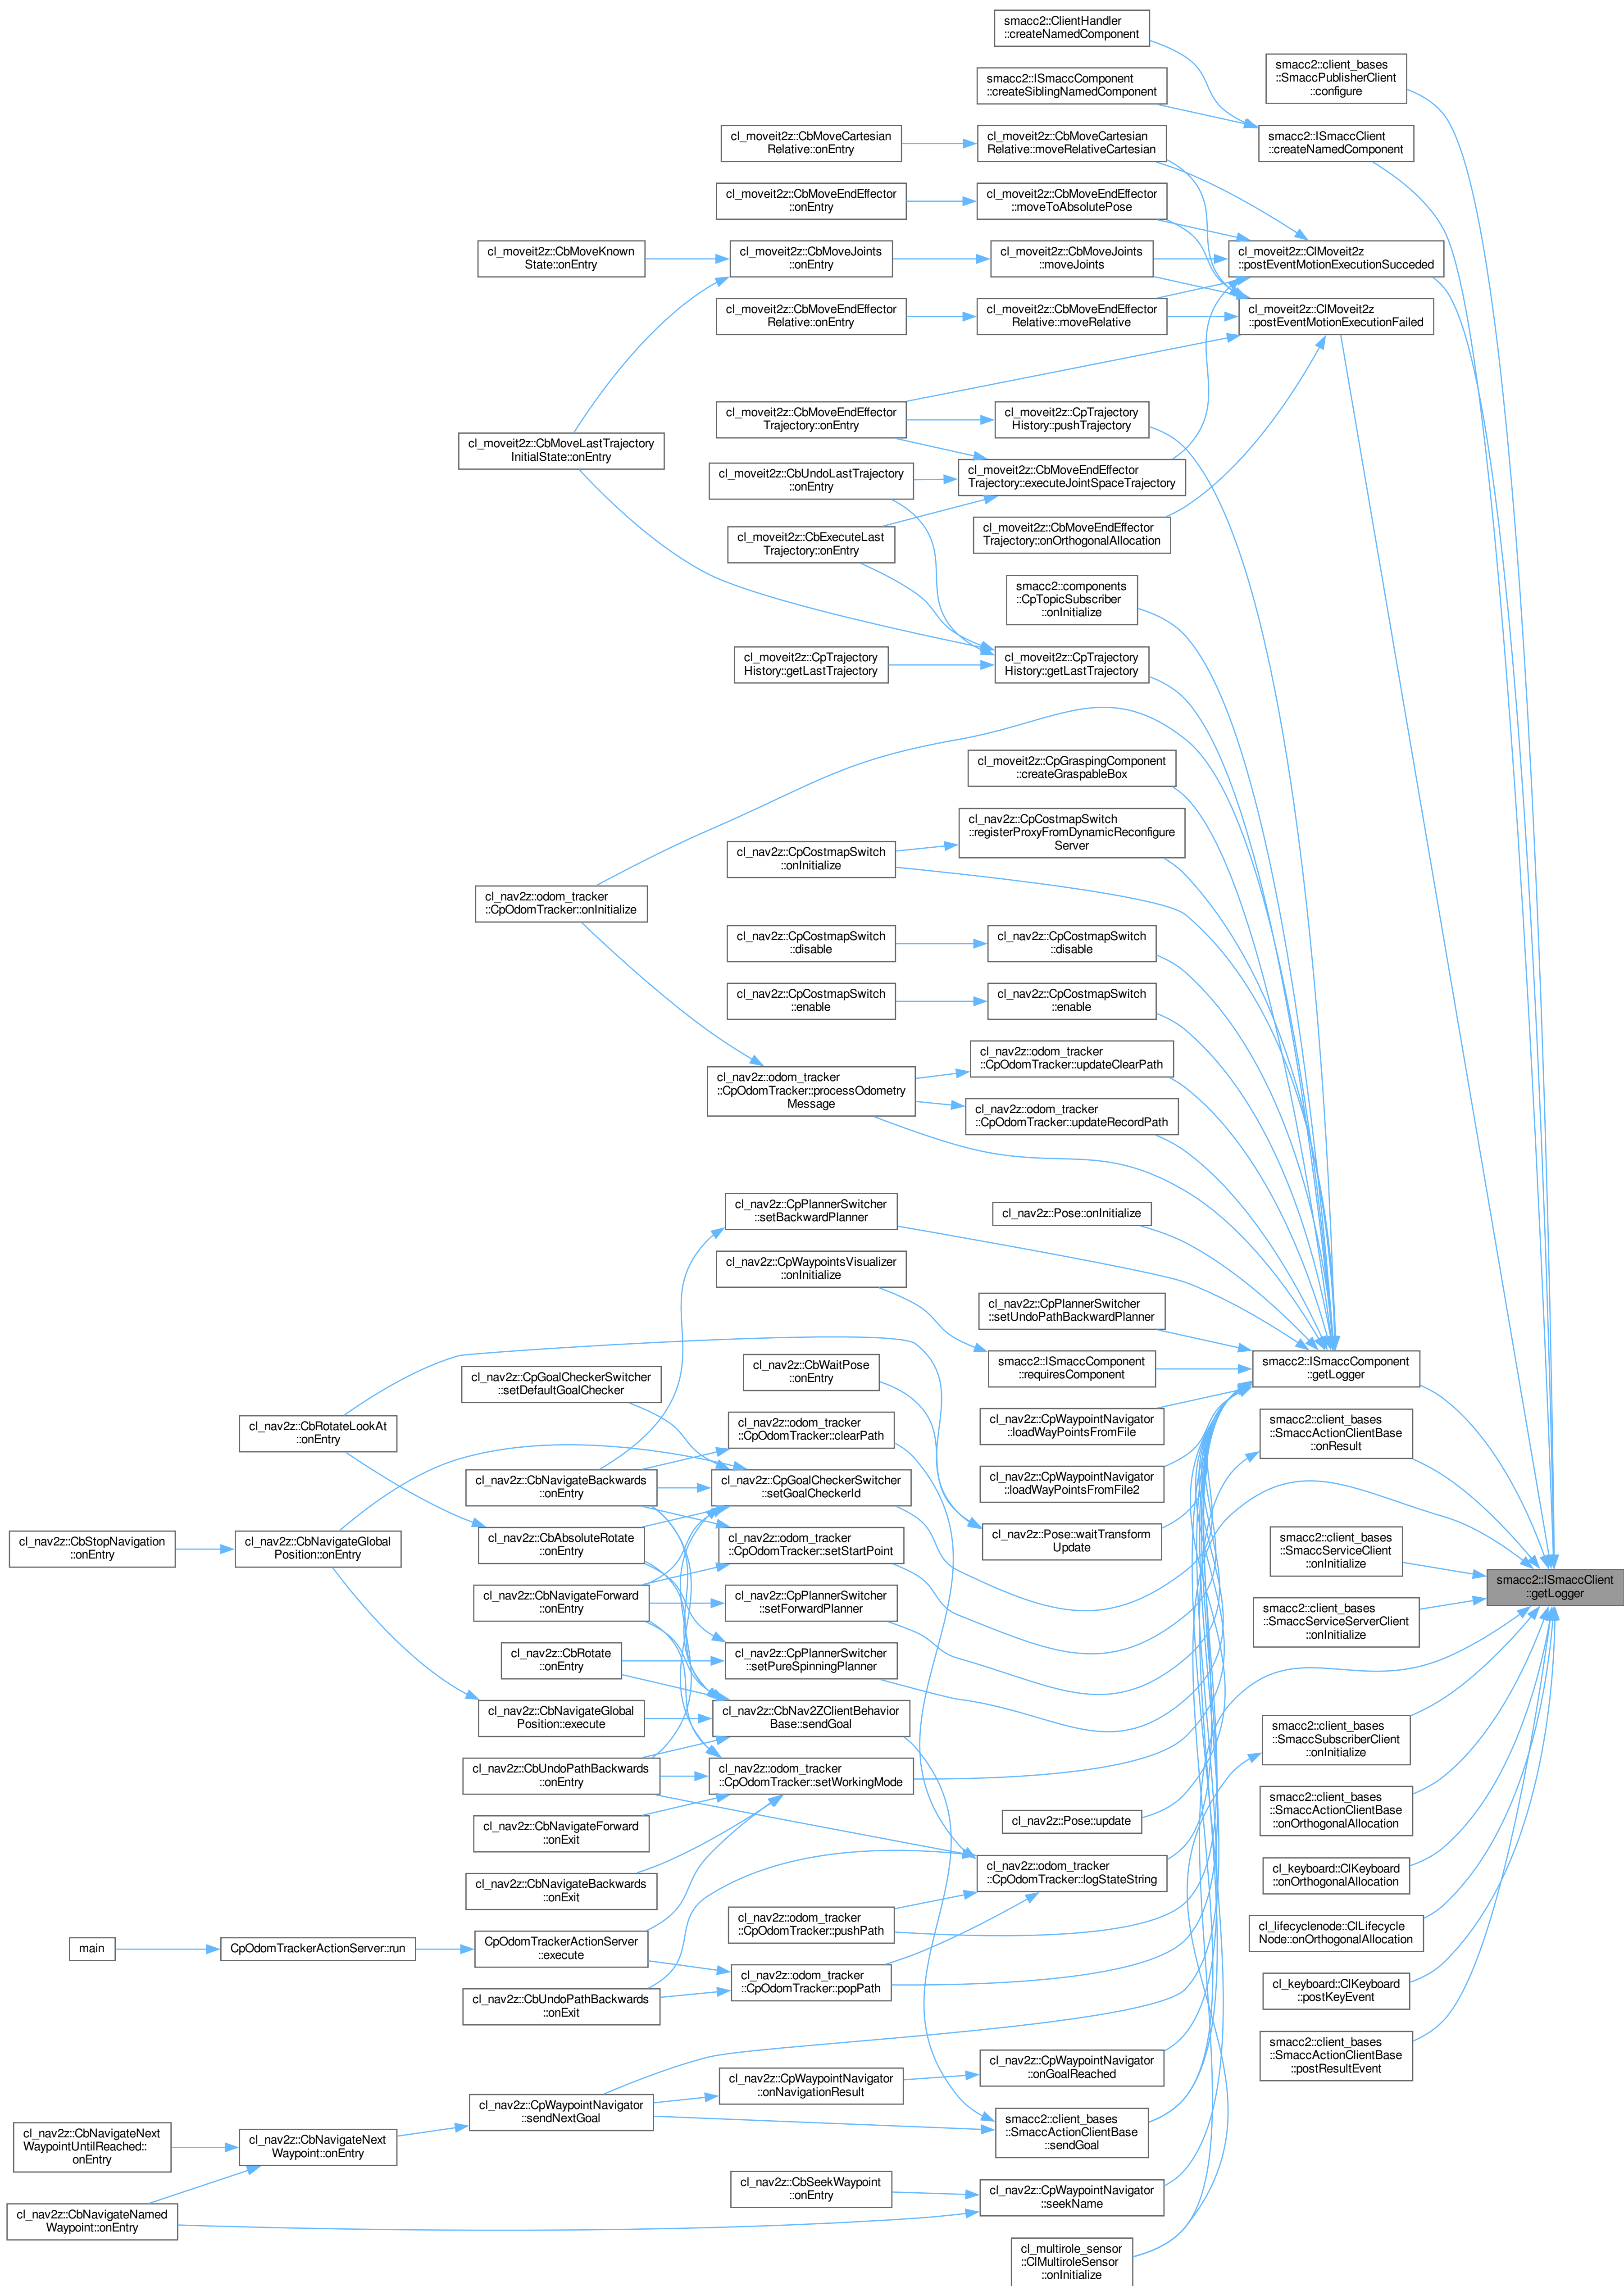 smacc2::ClientHandler
::createNamedComponent
smacc2::client_bases
::SmaccPublisherClient
::configure
smacc2::ISmaccComponent
::createSiblingNamedComponent
smacc2::ISmaccClient
::createNamedComponent
cl_moveit2z::CbMoveCartesian
Relative::onEntry
cl_moveit2z::CbMoveCartesian
Relative::moveRelativeCartesian
cl_moveit2z::CbMoveEndEffector
::onEntry
cl_moveit2z::CbMoveEndEffector
::moveToAbsolutePose
cl_moveit2z::CbMoveKnown
State::onEntry
cl_moveit2z::CbMoveJoints
::onEntry
cl_moveit2z::CbMoveJoints
::moveJoints
cl_moveit2z::ClMoveit2z
::postEventMotionExecutionSucceded
cl_moveit2z::CbMoveEndEffector
Relative::onEntry
cl_moveit2z::CbMoveEndEffector
Relative::moveRelative
cl_moveit2z::ClMoveit2z
::postEventMotionExecutionFailed
cl_moveit2z::CbMoveLastTrajectory
InitialState::onEntry
cl_moveit2z::CbMoveEndEffector
Trajectory::onEntry
cl_moveit2z::CpTrajectory
History::pushTrajectory
cl_moveit2z::CbUndoLastTrajectory
::onEntry
cl_moveit2z::CbMoveEndEffector
Trajectory::executeJointSpaceTrajectory
cl_moveit2z::CbExecuteLast
Trajectory::onEntry
cl_moveit2z::CbMoveEndEffector
Trajectory::onOrthogonalAllocation
smacc2::components
::CpTopicSubscriber
::onInitialize
cl_moveit2z::CpTrajectory
History::getLastTrajectory
cl_moveit2z::CpTrajectory
History::getLastTrajectory
cl_moveit2z::CpGraspingComponent
::createGraspableBox
cl_nav2z::CpCostmapSwitch
::registerProxyFromDynamicReconfigure
Server
cl_nav2z::CpCostmapSwitch
::onInitialize
cl_nav2z::odom_tracker
::CpOdomTracker::onInitialize
cl_nav2z::CpCostmapSwitch
::disable
cl_nav2z::CpCostmapSwitch
::disable
cl_nav2z::CpCostmapSwitch
::enable
cl_nav2z::CpCostmapSwitch
::enable
cl_nav2z::odom_tracker
::CpOdomTracker::updateClearPath
cl_nav2z::odom_tracker
::CpOdomTracker::processOdometry
Message
cl_nav2z::odom_tracker
::CpOdomTracker::updateRecordPath
cl_nav2z::CpPlannerSwitcher
::setBackwardPlanner
cl_nav2z::Pose::onInitialize
cl_nav2z::CpWaypointsVisualizer
::onInitialize
cl_nav2z::CpPlannerSwitcher
::setUndoPathBackwardPlanner
smacc2::ISmaccComponent
::requiresComponent
smacc2::ISmaccComponent
::getLogger
cl_nav2z::CpGoalCheckerSwitcher
::setDefaultGoalChecker
cl_nav2z::CbWaitPose
::onEntry
cl_nav2z::CbRotateLookAt
::onEntry
cl_nav2z::odom_tracker
::CpOdomTracker::clearPath
cl_nav2z::CpWaypointNavigator
::loadWayPointsFromFile
smacc2::client_bases
::SmaccActionClientBase
::onResult
cl_nav2z::CbNavigateBackwards
::onEntry
cl_nav2z::CpGoalCheckerSwitcher
::setGoalCheckerId
cl_nav2z::CpWaypointNavigator
::loadWayPointsFromFile2
cl_nav2z::CbStopNavigation
::onEntry
cl_nav2z::CbNavigateGlobal
Position::onEntry
cl_nav2z::CbAbsoluteRotate
::onEntry
cl_nav2z::odom_tracker
::CpOdomTracker::setStartPoint
cl_nav2z::Pose::waitTransform
Update
smacc2::client_bases
::SmaccServiceClient
::onInitialize
smacc2::ISmaccClient
::getLogger
cl_nav2z::CbNavigateForward
::onEntry
cl_nav2z::CpPlannerSwitcher
::setForwardPlanner
smacc2::client_bases
::SmaccServiceServerClient
::onInitialize
cl_nav2z::CbRotate
::onEntry
cl_nav2z::CpPlannerSwitcher
::setPureSpinningPlanner
cl_nav2z::CbNavigateGlobal
Position::execute
cl_nav2z::CbNav2ZClientBehavior
Base::sendGoal
smacc2::client_bases
::SmaccSubscriberClient
::onInitialize
cl_nav2z::CbUndoPathBackwards
::onEntry
cl_nav2z::odom_tracker
::CpOdomTracker::setWorkingMode
cl_nav2z::CbNavigateForward
::onExit
cl_nav2z::Pose::update
smacc2::client_bases
::SmaccActionClientBase
::onOrthogonalAllocation
cl_nav2z::CbNavigateBackwards
::onExit
cl_nav2z::odom_tracker
::CpOdomTracker::logStateString
cl_keyboard::ClKeyboard
::onOrthogonalAllocation
cl_nav2z::odom_tracker
::CpOdomTracker::pushPath
cl_lifecyclenode::ClLifecycle
Node::onOrthogonalAllocation
main
CpOdomTrackerActionServer::run
CpOdomTrackerActionServer
::execute
cl_nav2z::odom_tracker
::CpOdomTracker::popPath
cl_keyboard::ClKeyboard
::postKeyEvent
cl_nav2z::CbUndoPathBackwards
::onExit
smacc2::client_bases
::SmaccActionClientBase
::postResultEvent
cl_nav2z::CpWaypointNavigator
::onGoalReached
cl_nav2z::CpWaypointNavigator
::onNavigationResult
cl_nav2z::CpWaypointNavigator
::sendNextGoal
smacc2::client_bases
::SmaccActionClientBase
::sendGoal
cl_nav2z::CbNavigateNext
WaypointUntilReached::
onEntry
cl_nav2z::CbNavigateNext
Waypoint::onEntry
cl_nav2z::CbSeekWaypoint
::onEntry
cl_nav2z::CpWaypointNavigator
::seekName
cl_nav2z::CbNavigateNamed
Waypoint::onEntry
cl_multirole_sensor
::ClMultiroleSensor
::onInitialize